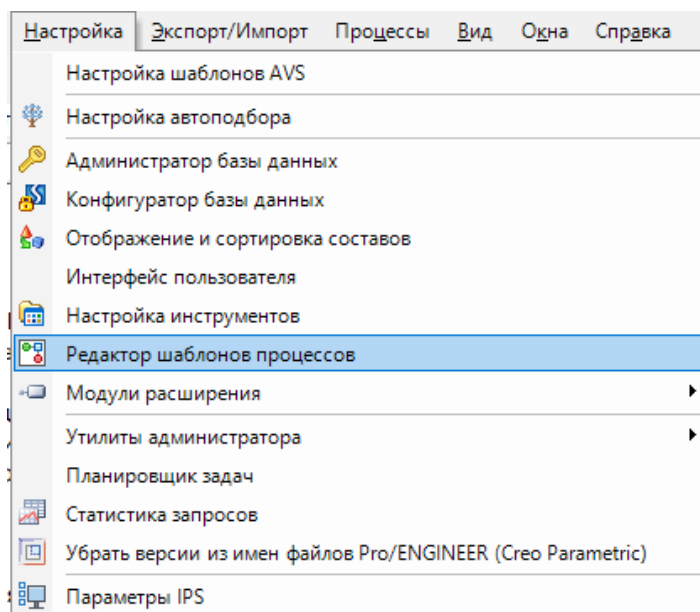 Настройка Экспорт/Импорт Процессы Вид Окна Справка
Настройка шаблонов AVS
Настройка автоподбора
Администратор базы данных
Конфигуратор базы данных
Отображение и сортировка составов
Интерфейс пользователя
Настройка инструментов
Редактор шаблонов процессов
Модули расширения
Утилиты администратора
Планировщик задач
Статистика запросов
Убрать версии из имен файлов Pro/ENGINEER (Creo Parametric)
Параметры IPS